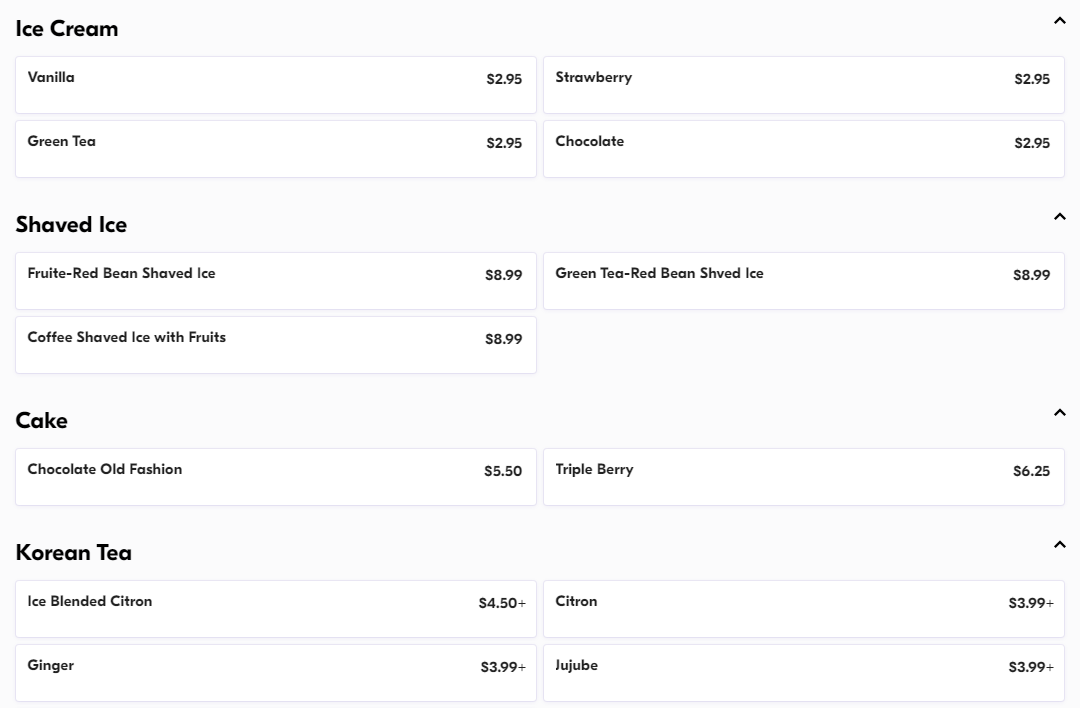 Ice Cream
Vanilla $2.95
Strawberry $2.95
Green Tea $2.95
Chocolate $2.95
Shaved Ice
Fruite-Red Bean Shaved Ice $8.99
Green Tea-Red Bean Shved Ice $8.99
Coffee Shaved Ice with Fruits $8.99
Cake
Chocolate Old Fashion $5.50
Triple Berry $6.25
Korean Tea
Ice Blended Citron $4.50+
Citron $3.99+
Ginger $3.99+
Jujube $3.99+